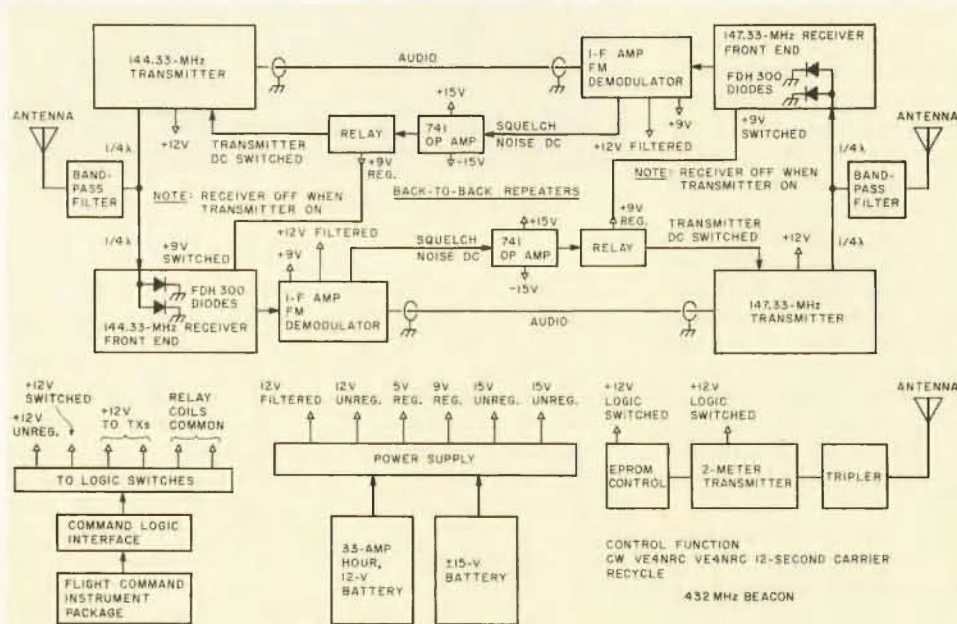 144.33-MHz
TRANSMITTER
AUDIO
I-F AMP
FM
DEMODULATOR
147.33-MHz RECEIVER
FRONT END
FDH 300
DIODES
ANTENNA
1/4λ
BAND-
PASS
FILTER
1/4λ
+12V
TRANSMITTER
DC SWITCHED
RELAY
+9V
REG.
+15V
741
OP AMP
-15V
SQUELCH
NOISE DC
+12V FILTERED
+9V
+9V
SWITCHED
NOTE: RECEIVER OFF WHEN
TRANSMITTER ON
BACK-TO-BACK REPEATERS
NOTE: RECEIVER OFF WHEN
TRANSMITTER ON
ANTENNA
1/4λ
BAND-
PASS
FILTER
1/4λ
+9V
SWITCHED
+12V FILTERED
+9V
SQUELCH
NOISE DC
+15V
741
OP AMP
-15V
+9V
REG.
RELAY
TRANSMITTER
DC SWITCHED
+12V
FDH 300
DIODES
144.33-MHz RECEIVER
FRONT END
I-F AMP
FM
DEMODULATOR
AUDIO
147.33-MHz
TRANSMITTER
+12V
SWITCHED
+12V
UNREG.
+12V
TO TXs
RELAY
COILS
COMMON
TO LOGIC SWITCHES
COMMAND LOGIC
INTERFACE
FLIGHT COMMAND
INSTRUMENT
PACKAGE
12V
FILTERED
12V
UNREG.
5V
REG.
9V
REG.
15V
UNREG.
15V
UNREG.
POWER SUPPLY
33-AMP
HOUR,
12-V
BATTERY
±15-V
BATTERY
+12V
LOGIC
SWITCHED
+12V
LOGIC
SWITCHED
ANTENNA
EPROM
CONTROL
2-METER
TRANSMITTER
TRIPLER
CONTROL FUNCTION
CW VE4NRC VE4NRC 12-SECOND CARRIER
RECYCLE
432 MHz BEACON